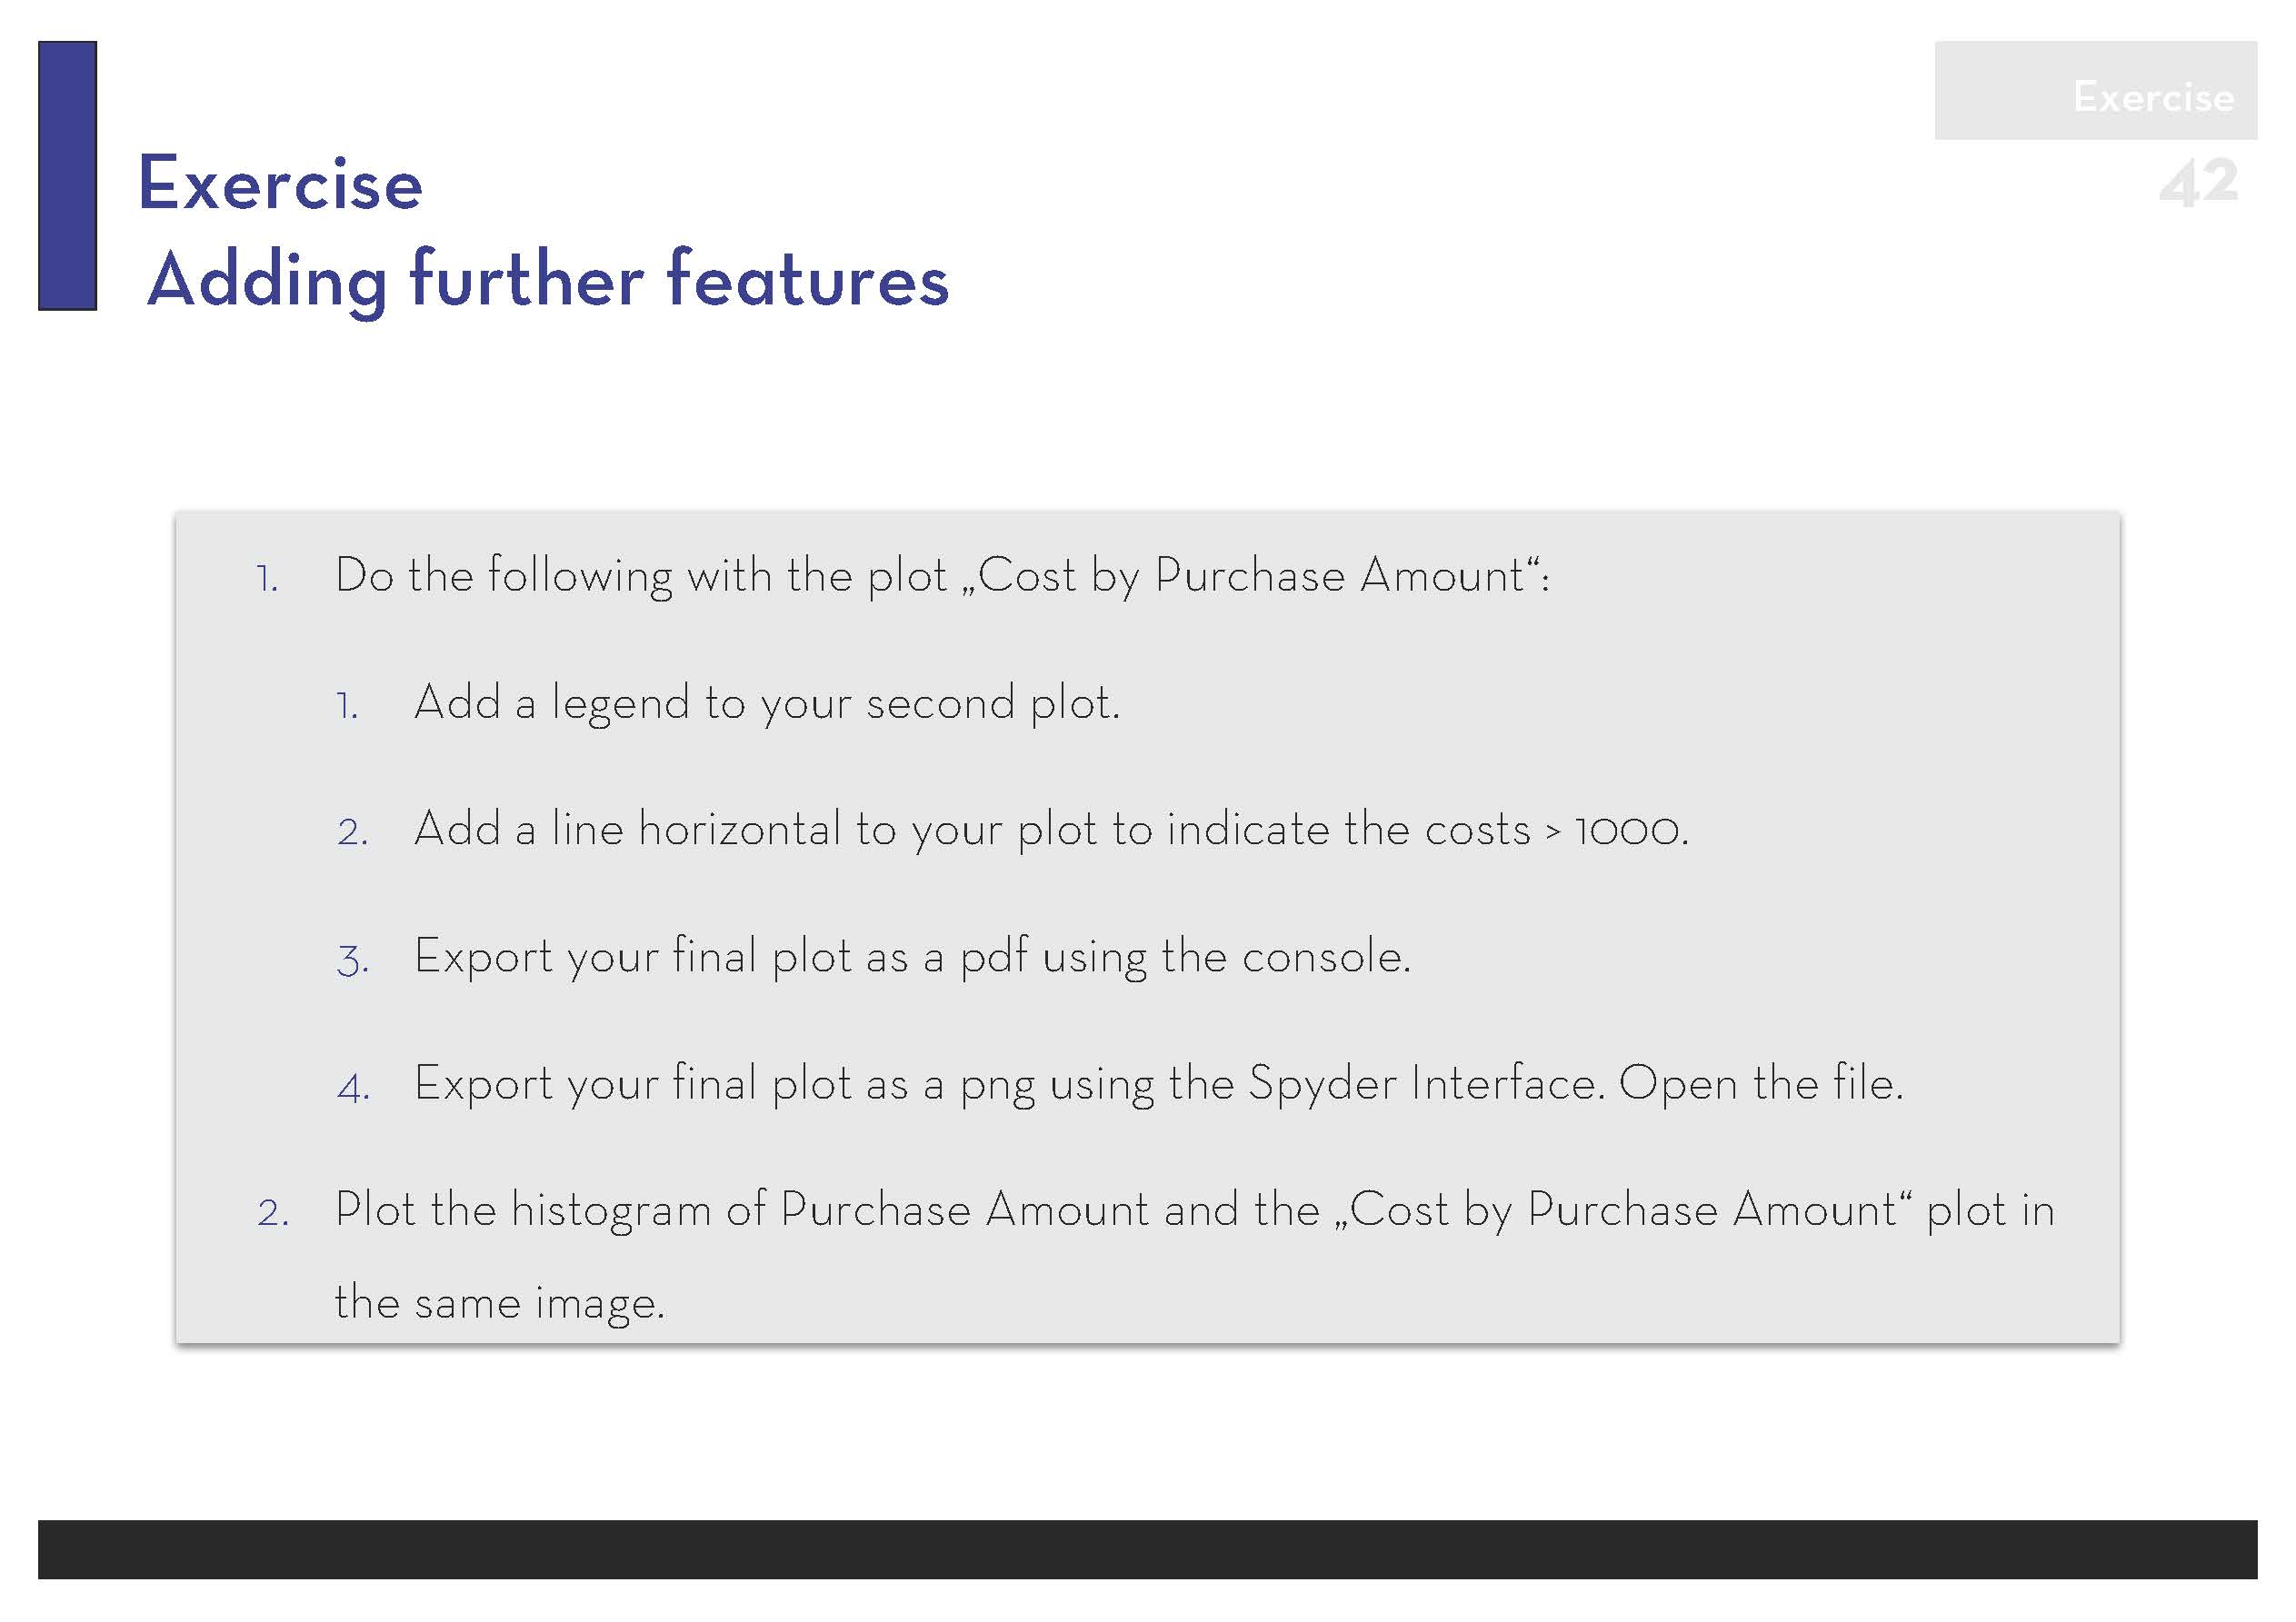 Exercise
42
Exercise
Adding further features
1. Do the following with the plot „Cost by Purchase Amount“:
1. Add a legend to your second plot.
2. Add a line horizontal to your plot to indicate the costs > 1000.
3. Export your final plot as a pdf using the console.
4. Export your final plot as a png using the Spyder Interface. Open the file.
2. Plot the histogram of Purchase Amount and the „Cost by Purchase Amount“ plot in
the same image.